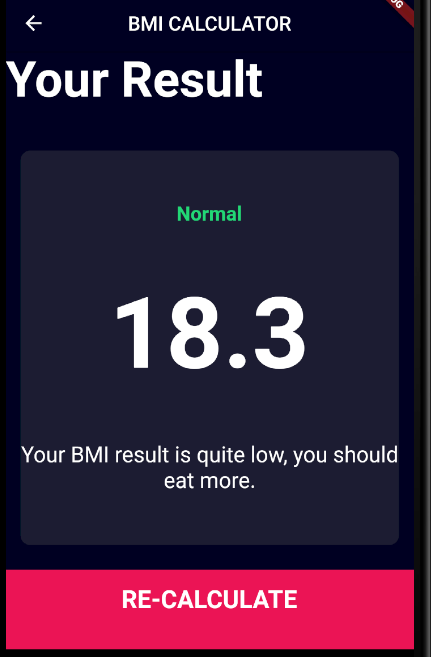 BMI CALCULATOR
Your Result
Normal
18.3
Your BMI result is quite low, you should
eat more.
RE-CALCULATE